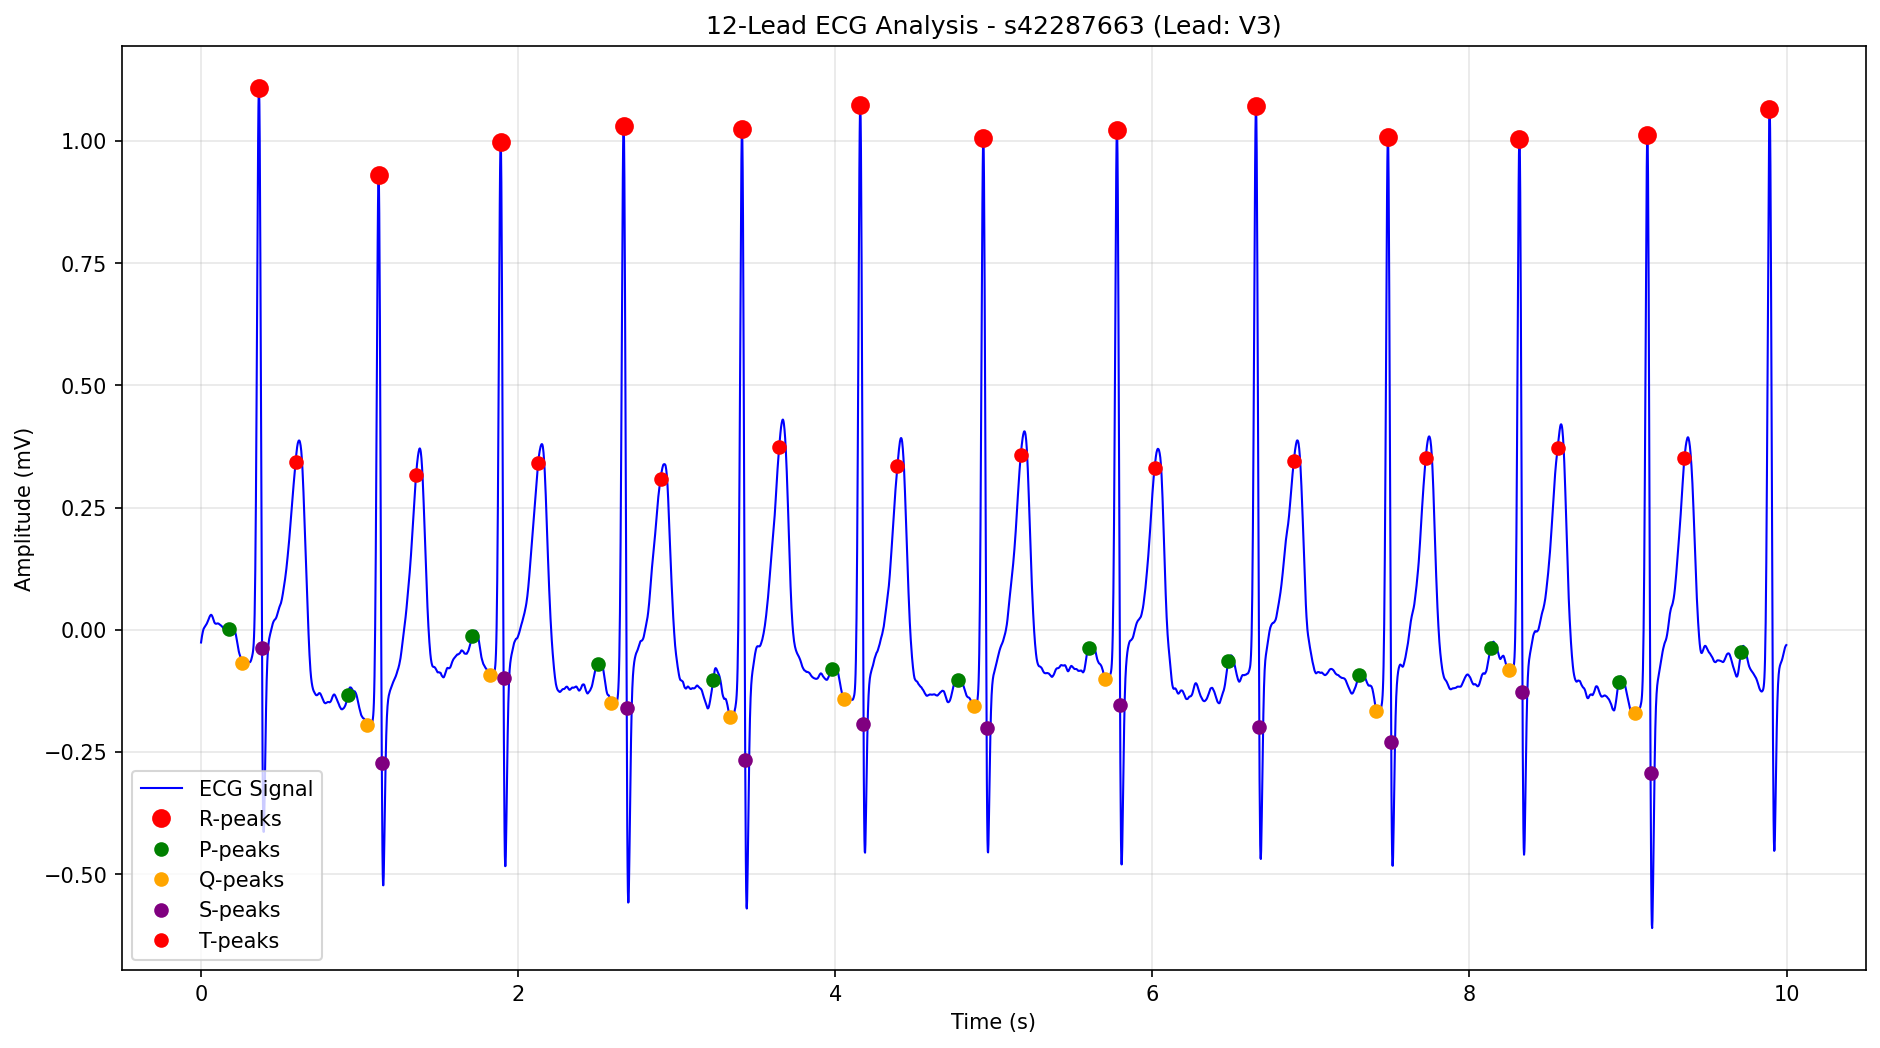 12-Lead ECG Analysis - s42287663 (Lead: V3)
Amplitude (mV)
1.00
0.75
0.50
0.25
0.00
−0.25
−0.50
ECG Signal
R-peaks
P-peaks
Q-peaks
S-peaks
T-peaks
0 2 4 6 8 10
Time (s)